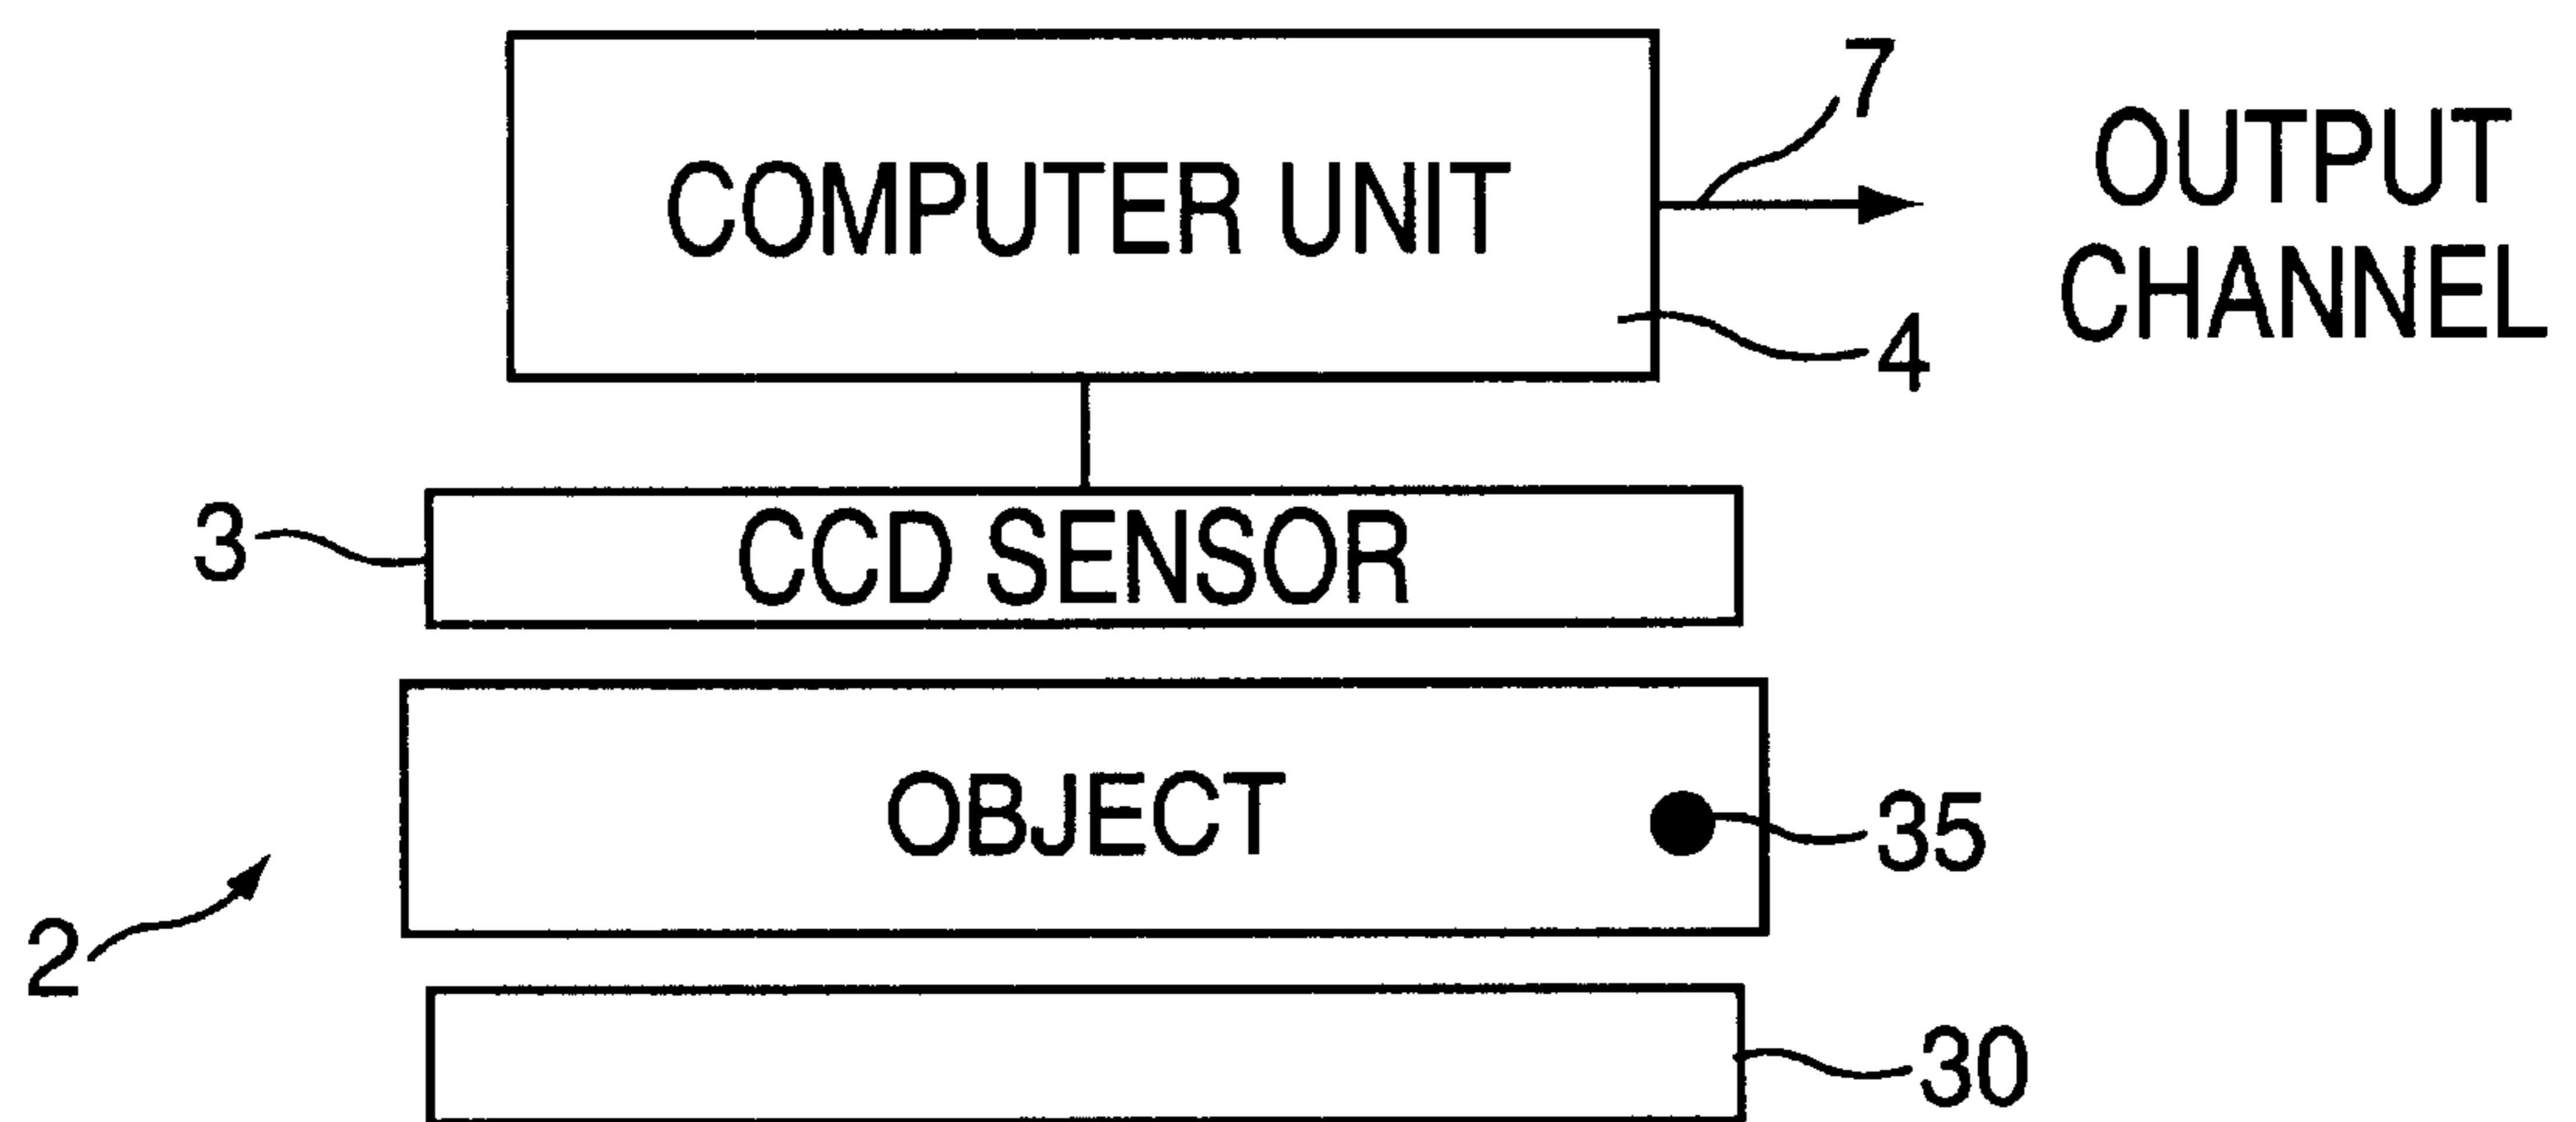 COMPUTER UNIT
7
OUTPUT
CHANNEL
4
3
CCD SENSOR
OBJECT
35
2
30